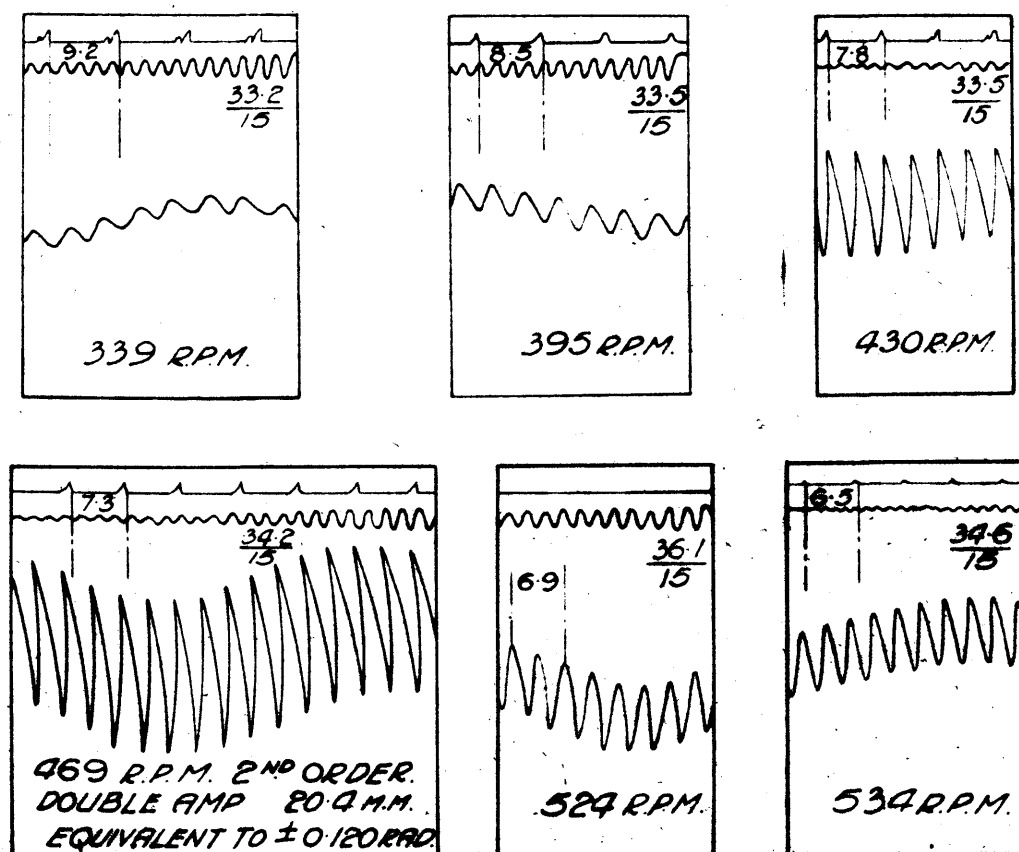 9.2
33.2
15
339 R.P.M.
8.5
33.5
15
395 R.P.M.
7.8
33.5
15
430 R.P.M.
7.3
34.2
15
469 R.P.M. 2ND ORDER.
DOUBLE AMP 20.4 M.M.
EQUIVALENT TO ± 0.120 RAD.
6.9
36.1
15
524 R.P.M.
6.5
34.6
15
534 R.P.M.